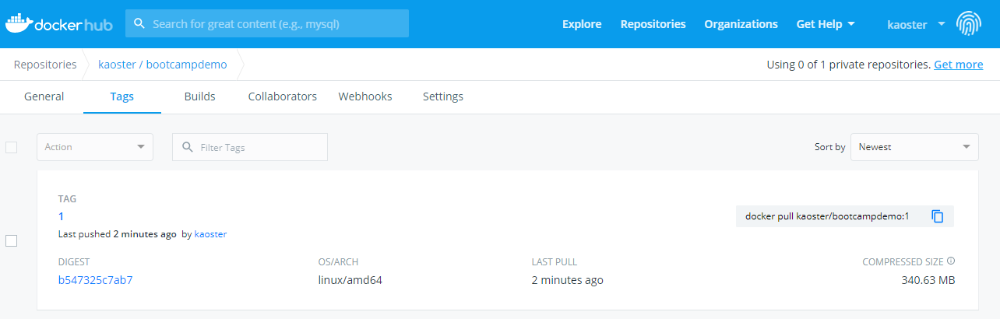 dockerhub Search for great content (e.g., mysql) Explore Repositories Organizations Get Help kaoster
Repositories kaoster / bootcampdemo Using 0 of 1 private repositories. Get more
General Tags Builds Collaborators Webhooks Settings
Action Filter Tags Sort by Newest
TAG
1
docker pull kaoster/bootcampdemo:1
Last pushed 2 minutes ago by kaoster
DIGEST OS/ARCH LAST PULL COMPRESSED SIZE
b547325c7ab7 linux/amd64 2 minutes ago 340.63 MB